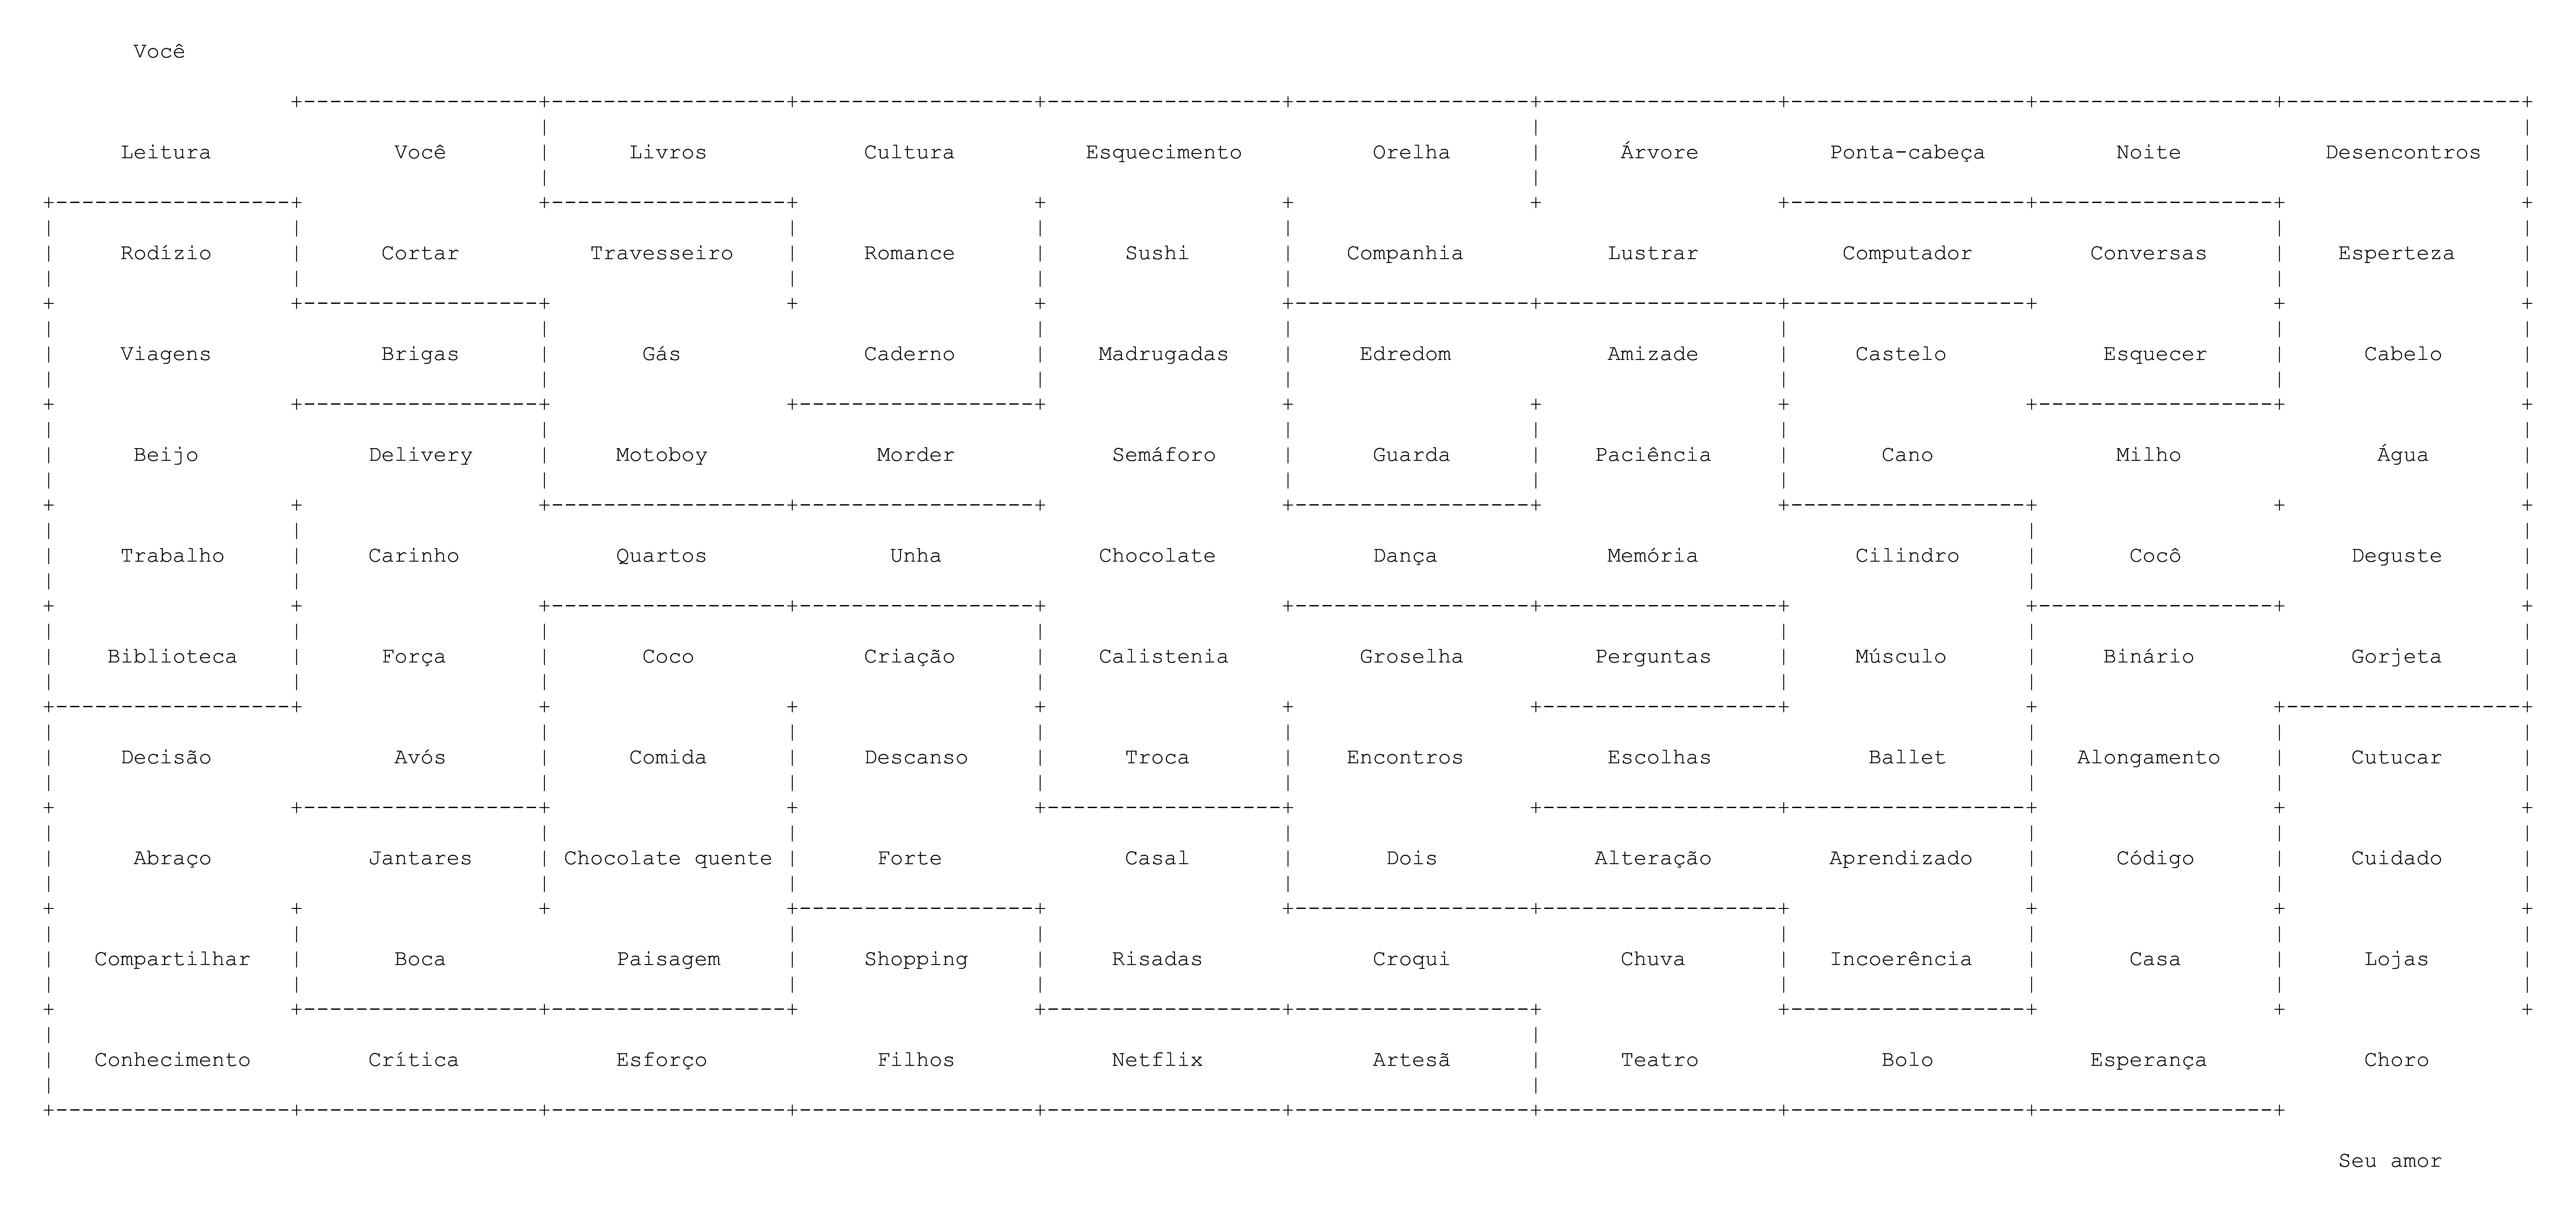 Você
Leitura Você Livros Cultura Esquecimento Orelha Árvore Ponta-cabeça Noite Desencontros
Rodízio Cortar Travesseiro Romance Sushi Companhia Lustrar Computador Conversas Esperteza
Viagens Brigas Gás Caderno Madrugadas Edredom Amizade Castelo Esquecer Cabelo
Beijo Delivery Motoboy Morder Semáforo Guarda Paciência Cano Milho Água
Trabalho Carinho Quartos Unha Chocolate Dança Memória Cilindro Cocô Deguste
Biblioteca Força Coco Criação Calistenia Groselha Perguntas Músculo Binário Gorjeta
Decisão Avós Comida Descanso Troca Encontros Escolhas Ballet Alongamento Cutucar
Abraço Jantares Chocolate quente Forte Casal Dois Alteração Aprendizado Código Cuidado
Compartilhar Boca Paisagem Shopping Risadas Croqui Chuva Incoerência Casa Lojas
Conhecimento Crítica Esforço Filhos Netflix Artesã Teatro Bolo Esperança Choro
Seu amor